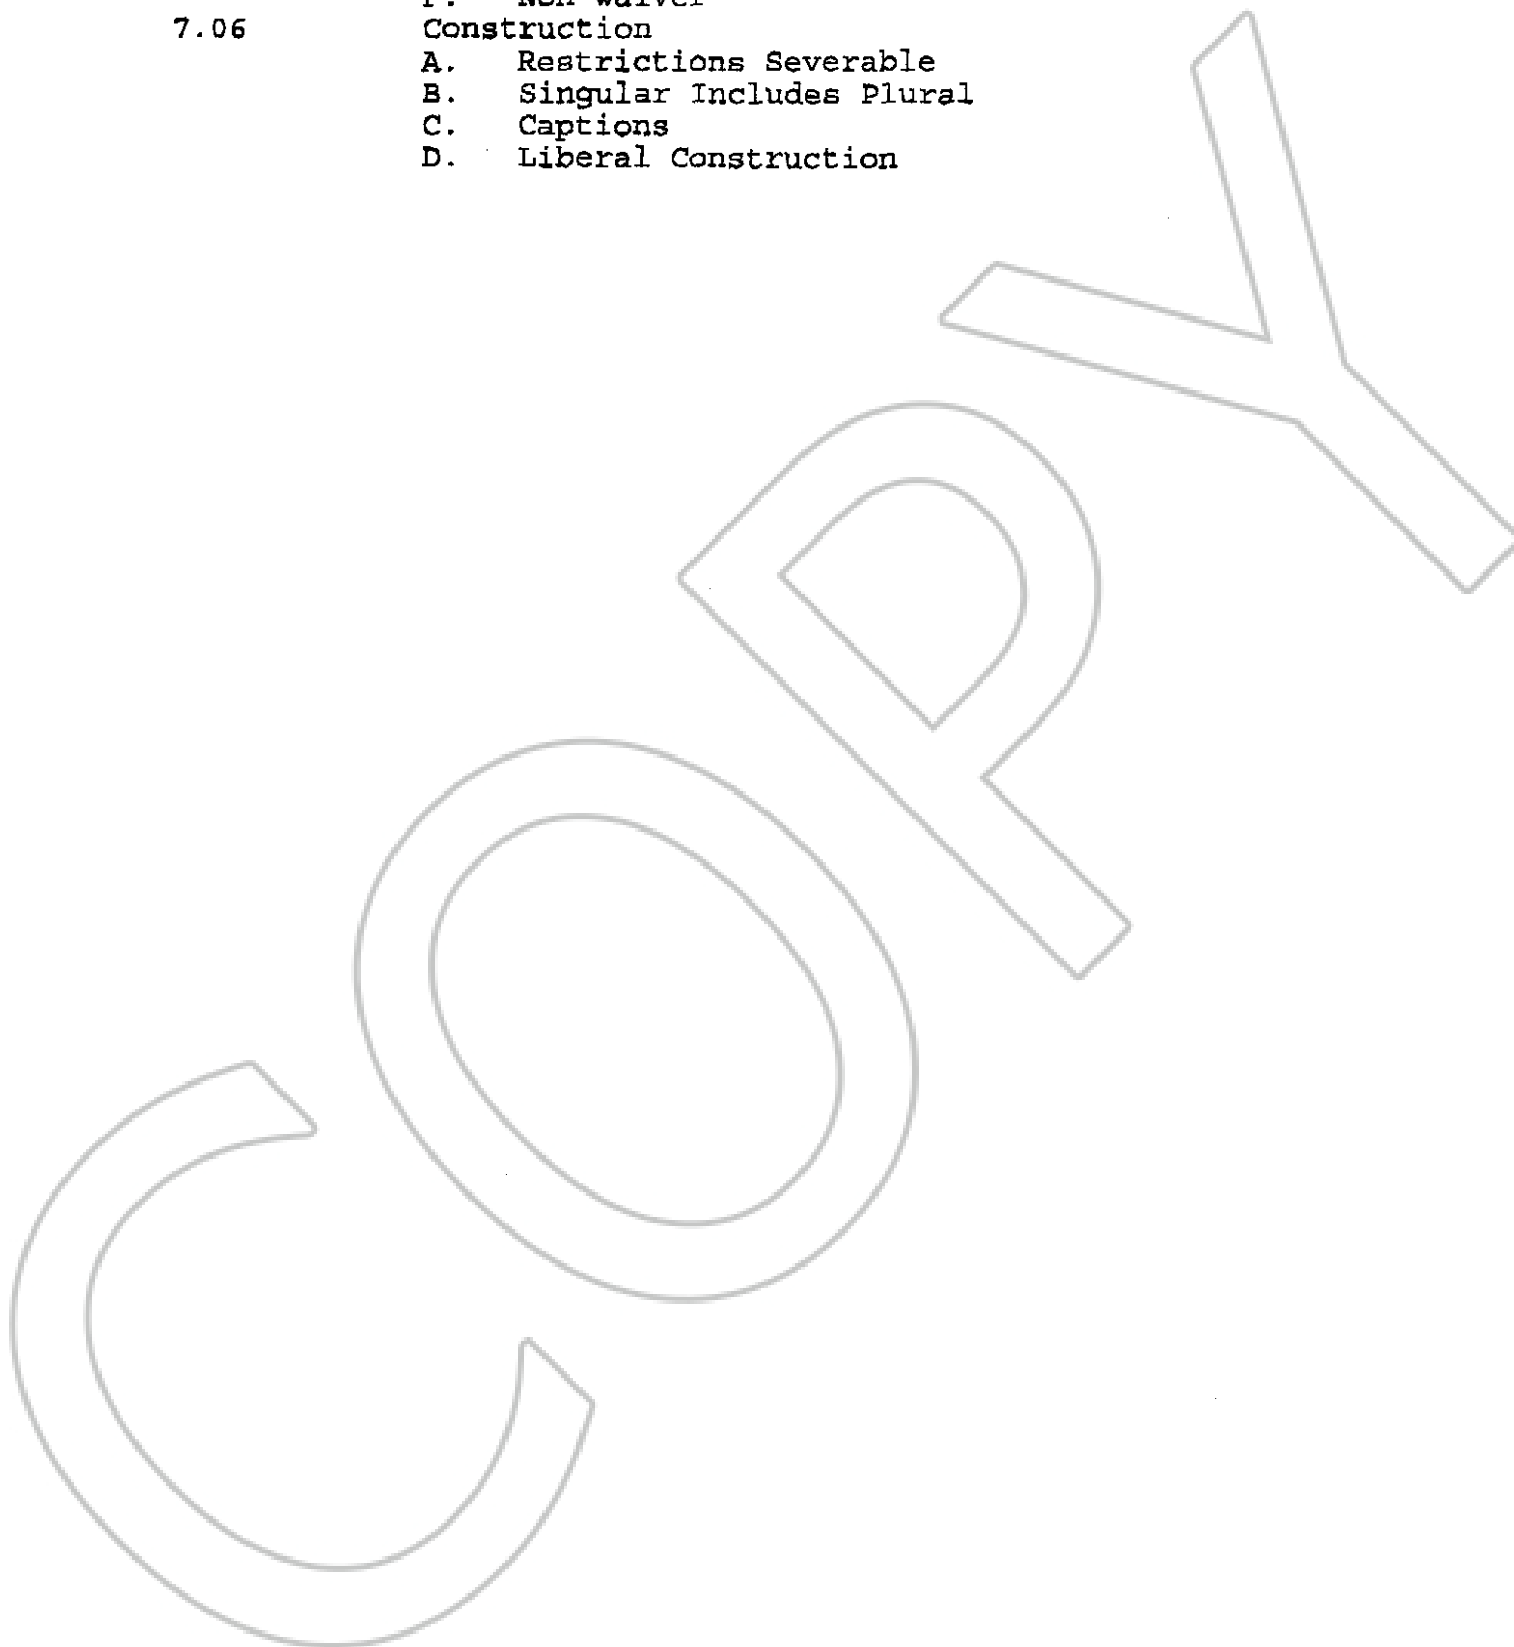 7.06 Construction
A. Restrictions Severable
B. Singular Includes Plural
C. Captions
D. Liberal Construction
COPY